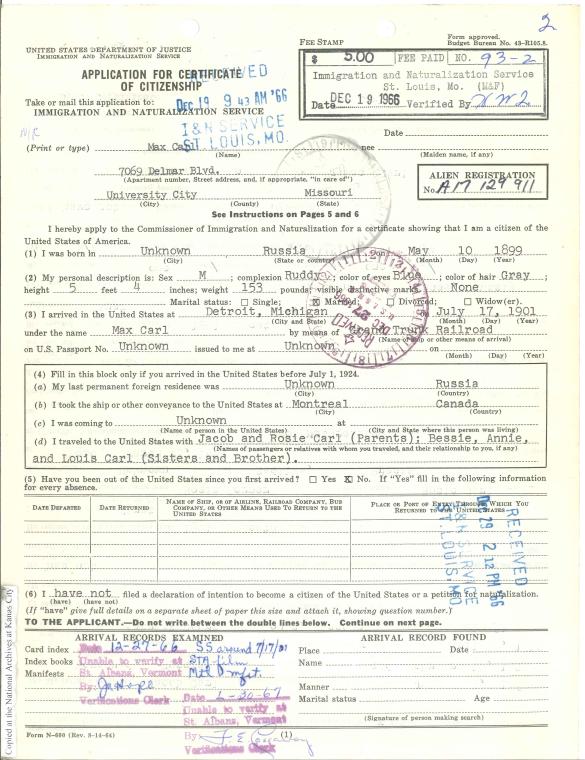 2
UNITED STATES DEPARTMENT OF JUSTICE
IMMIGRATION AND NATURALIZATION SERVICE
FEE STAMP
Form approved.
Budget Bureau No. 43-R105.8.
$ 5.00 FEE PAID NO. 93-2
Immigration and Naturalization Service
St. Louis, Mo. (M&F)
Date DEC 19 1966 Verified By
APPLICATION FOR CERTIFICATE
OF CITIZENSHIP
RECEIVED
DEC 19 9 43 AM '66
I & N SERVICE
ST. LOUIS, MO.
Take or mail this application to:
IMMIGRATION AND NATURALIZATION SERVICE
Date
(Print or type) Max Carl nee
(Name) (Maiden name, if any)
7069 Delmar Blvd.
(Apartment number, Street address, and, if appropriate, "in care of")
University City Missouri
(City) (County) (State)
ALIEN REGISTRATION
No. A17 129 911
See Instructions on Pages 5 and 6
I hereby apply to the Commissioner of Immigration and Naturalization for a certificate showing that I am a citizen of the
United States of America.
(1) I was born in Unknown Russia on May 10 1899
(City) (State or country) (Month) (Day) (Year)
(2) My personal description is: Sex M; complexion Ruddy; color of eyes Blue, color of hair Gray;
height 5 feet 4 inches; weight 153 pounds; visible distinctive marks None
Marital status: ☐ Single; ☒ Married; ☐ Divorced; ☐ Widow(er).
(3) I arrived in the United States at Detroit, Michigan on July 17, 1901
(City and State) (Month) (Day) (Year)
under the name Max Carl by means of Grand Trunk Railroad
(Name of ship or other means of arrival)
on U.S. Passport No. Unknown issued to me at Unknown on
(Month) (Day) (Year)
(4) Fill in this block only if you arrived in the United States before July 1, 1924.
(a) My last permanent foreign residence was Unknown Russia
(City) (Country)
(b) I took the ship or other conveyance to the United States at Montreal Canada
(City) (Country)
(c) I was coming to Unknown at
(Name of person in the United States) (City and State where this person was living)
(d) I traveled to the United States with Jacob and Rosie Carl (Parents); Bessie, Annie,
(Names of passengers or relatives with whom you traveled, and their relationship to you, if any)
and Louis Carl (Sisters and Brother).
(5) Have you been out of the United States since you first arrived? ☐ Yes ☒ No. If "Yes" fill in the following information
for every absence.
DATE DEPARTED DATE RETURNED NAME OF SHIP, OR OF AIRLINE, RAILROAD COMPANY, BUS COMPANY, OR OTHER MEANS USED TO RETURN TO THE UNITED STATES PLACE OR PORT OF ENTRY THROUGH WHICH YOU RETURNED TO THE UNITED STATES
RECEIVED
DEC 29 2 12 PM '66
I & N SERVICE
ST. LOUIS, MO.
(6) I have not filed a declaration of intention to become a citizen of the United States or a petition for naturalization.
(have) (have not)
(If "have" give full details on a separate sheet of paper this size and attach it, showing question number.)
TO THE APPLICANT.—Do not write between the double lines below. Continue on next page.
ARRIVAL RECORDS EXAMINED
Card index Date 12-27-66 SS around 7/17/01
Index books Unable to verify at STA film
Manifests St. Albans, Vermont
By:
Verifications Clerk
Unable to verify at
St. Albans, Vermont
By:
Verifications Clerk
ARRIVAL RECORD FOUND
Place Date
Name
Manner
Marital status Age
(Signature of person making search)
Form N-600 (Rev. 8-14-64) (1)
Copied at the National Archives at Kansas City